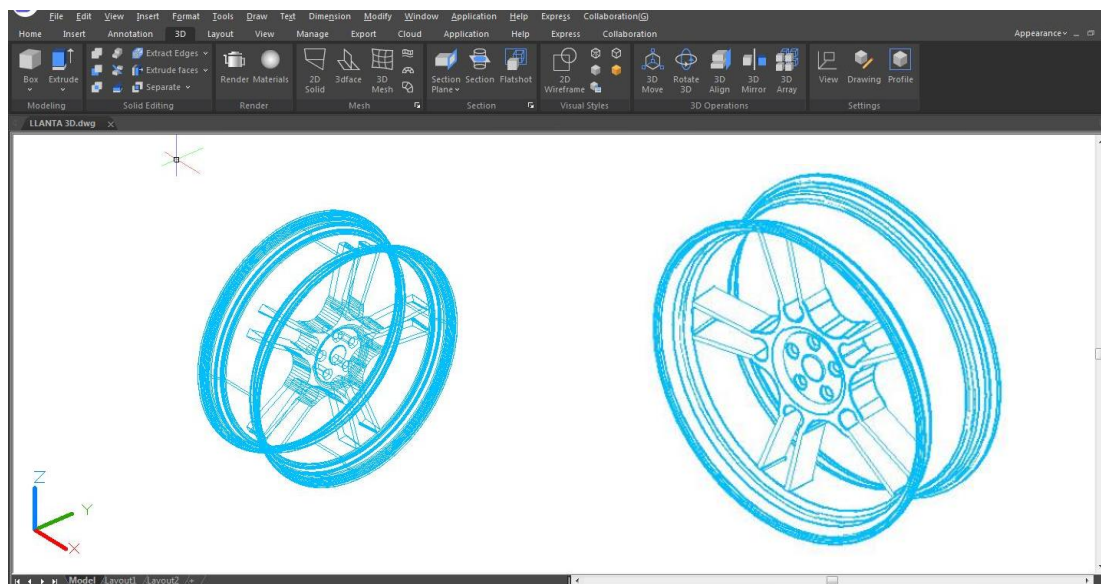 File Edit View Insert Format Tools Draw Text Dimension Modify Window Application Help Express Collaboration(G)
Home Insert Annotation 3D Layout View Manage Export Cloud Application Help Express Collaboration Appearance
Extract Edges
Extrude faces
Separate
Box Extrude
Render Materials
2D Solid 3dface 3D Mesh
Section Plane Section Flatshot
2D Wireframe
3D Move Rotate 3D 3D Align 3D Mirror 3D Array
View Drawing Profile
Modeling Solid Editing Render Mesh Section Visual Styles 3D Operations Settings
LLANTA 3D.dwg
Z
Y
X
Model Layout1 Layout2 +